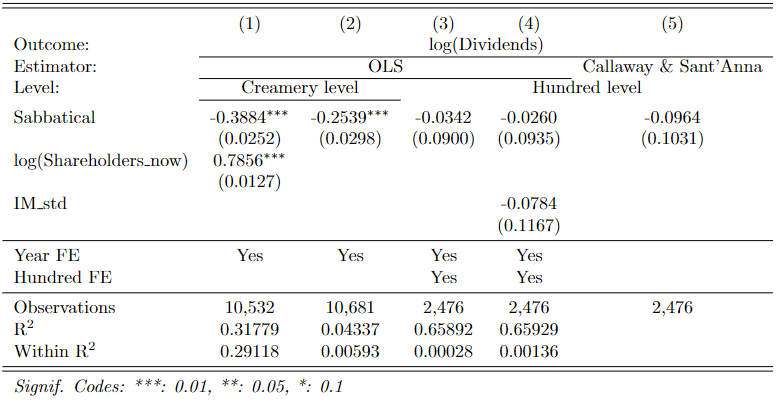 (1) (2) (3) (4) (5)
Outcome: log(Dividends)
Estimator: OLS Callaway & Sant'Anna
Level: Creamery level Hundred level
Sabbatical -0.3884*** -0.2539*** -0.0342 -0.0260 -0.0964
(0.0252) (0.0298) (0.0900) (0.0935) (0.1031)
log(Shareholders_now) 0.7856***
(0.0127)
IM_std -0.0784
(0.1167)
Year FE Yes Yes Yes Yes
Hundred FE Yes Yes
Observations 10,532 10,681 2,476 2,476 2,476
R² 0.31779 0.04337 0.65892 0.65929
Within R² 0.29118 0.00593 0.00028 0.00136
Signif. Codes: ***: 0.01, **: 0.05, *: 0.1